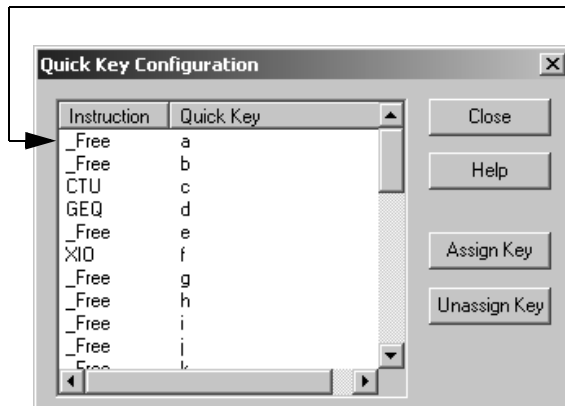 Quick Key Configuration
Instruction Quick Key
_Free a
_Free b
CTU c
GEQ d
_Free e
XIO f
_Free g
_Free h
_Free i
_Free j
_Free k
Close
Help
Assign Key
Unassign Key